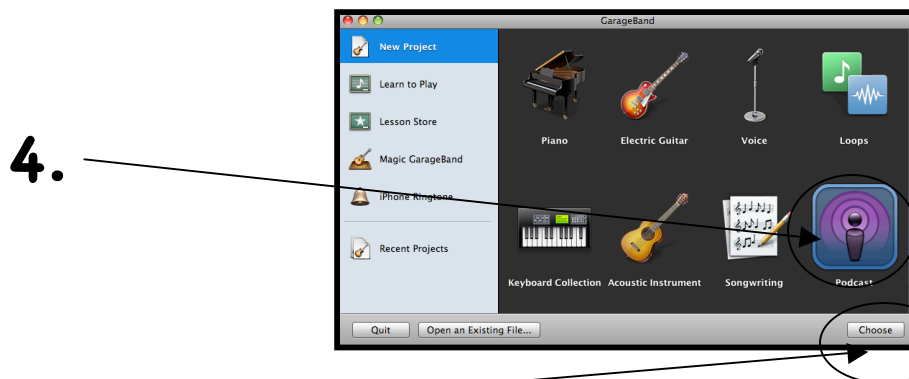 GarageBand
New Project
Learn to Play
Lesson Store
Magic GarageBand
iPhone Ringtone
Recent Projects
Piano Electric Guitar Voice Loops
Keyboard Collection Acoustic Instrument Songwriting Podcast
4.
Quit Open an Existing File... Choose